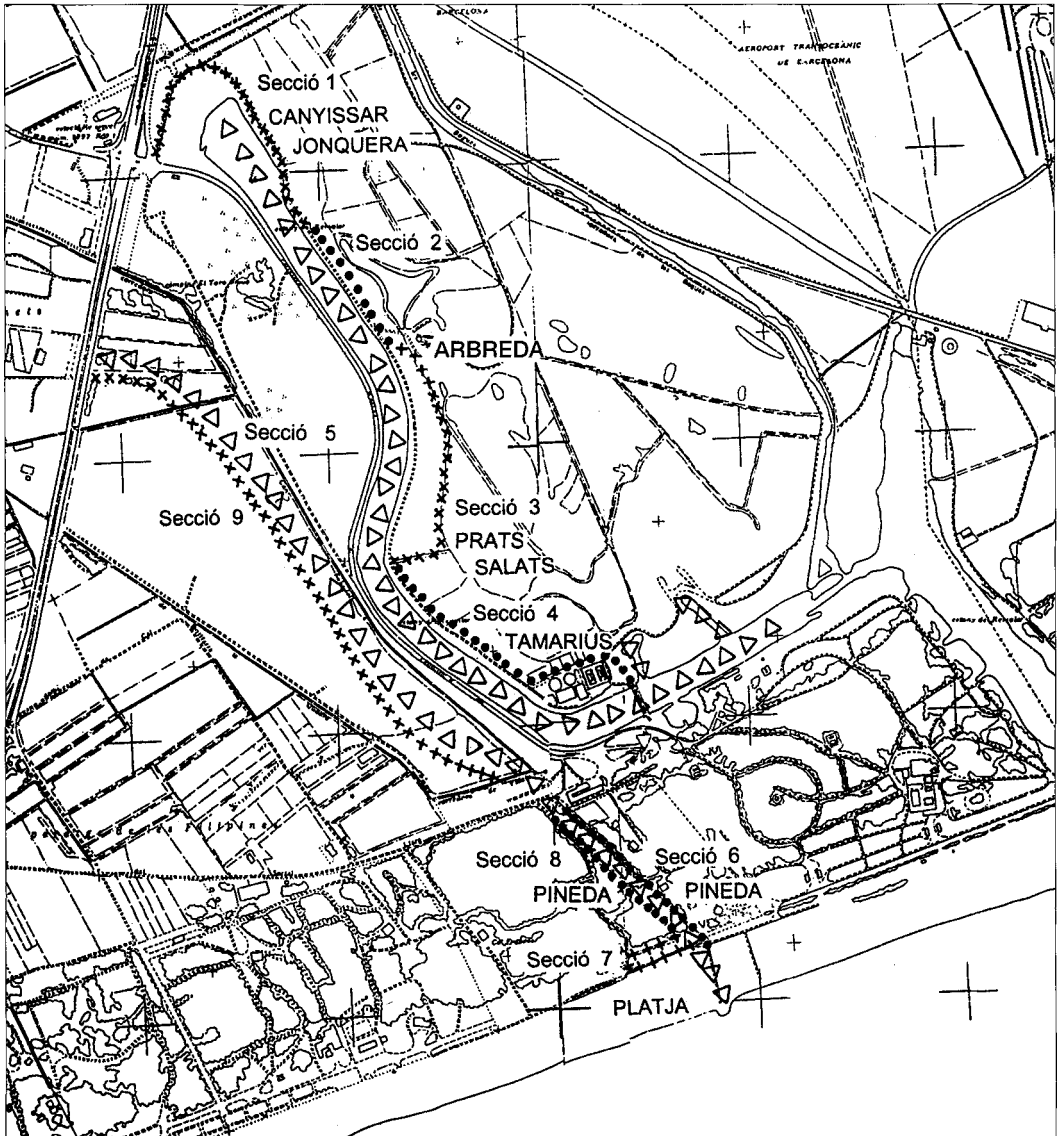 BARCELONA
AEROPORT TRANSOCEÀNIC
DE BARCELONA
Secció 1
CANYISSAR
JONQUERA
Secció 2
ARBREDA
Secció 5
Secció 3
Secció 9
PRATS
SALATS
Secció 4
TAMARIUS
Secció 8
Secció 6
PINEDA
PINEDA
Secció 7
PLATJA